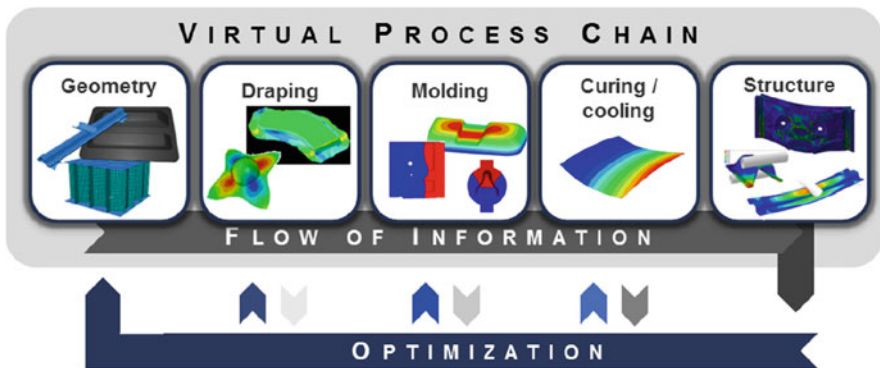 VIRTUAL PROCESS CHAIN
Geometry
Draping
Molding
Curing /
cooling
Structure
FLOW OF INFORMATION
OPTIMIZATION